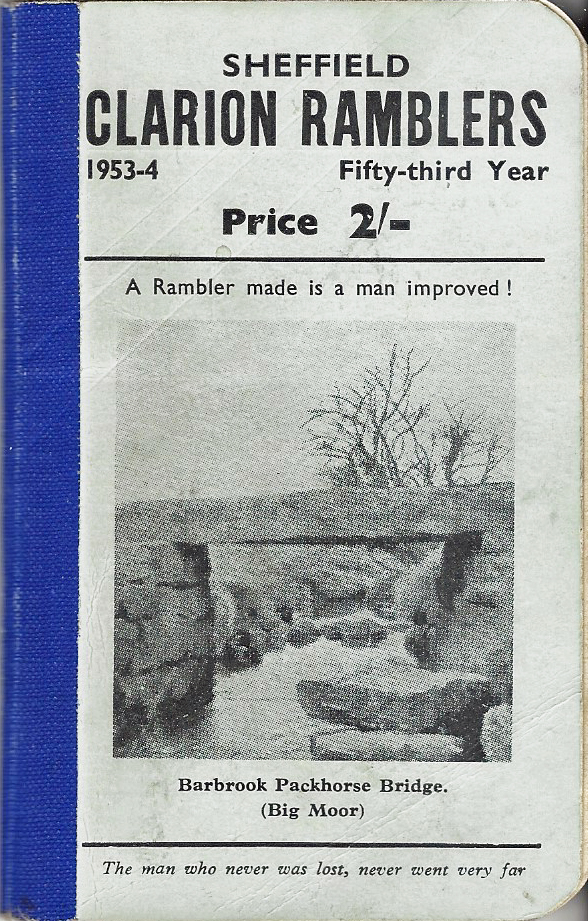 SHEFFIELD
CLARION RAMBLERS
1953-4 Fifty-third Year
Price 2/-
A Rambler made is a man improved!
Barbrook Packhorse Bridge.
(Big Moor)
The man who never was lost, never went very far